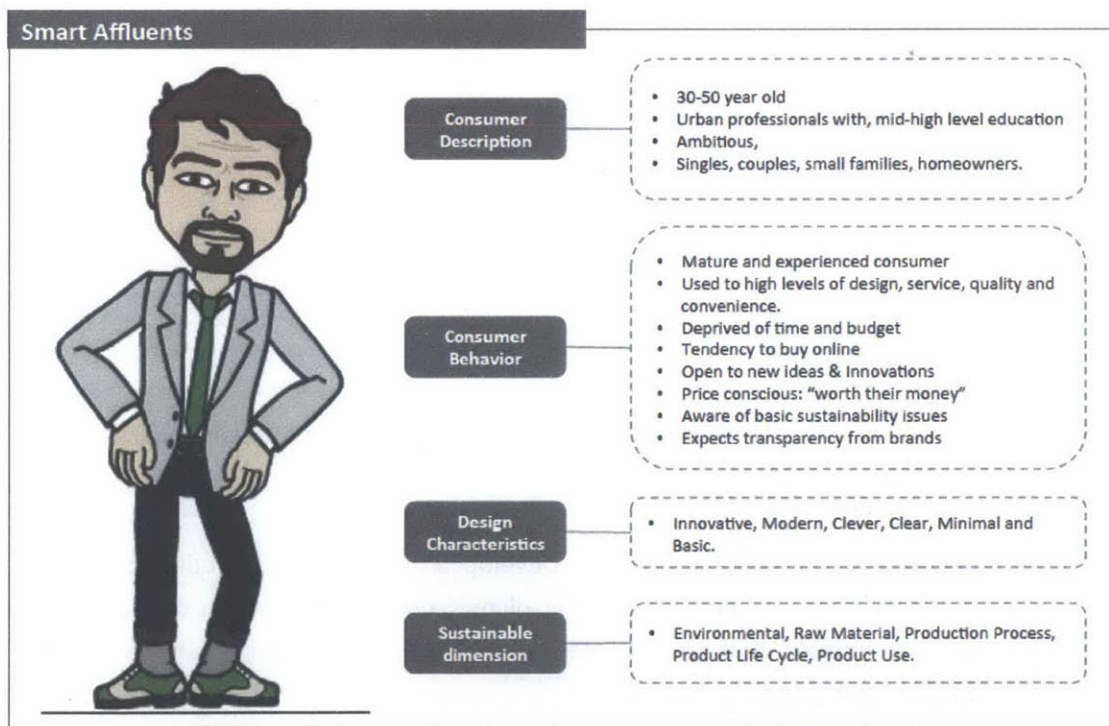 Smart Affluents
Consumer
Description
• 30-50 year old
• Urban professionals with, mid-high level education
• Ambitious,
• Singles, couples, small families, homeowners.
Consumer
Behavior
• Mature and experienced consumer
• Used to high levels of design, service, quality and
convenience.
• Deprived of time and budget
• Tendency to buy online
• Open to new ideas & Innovations
• Price conscious: “worth their money”
• Aware of basic sustainability issues
• Expects transparency from brands
Design
Characteristics
• Innovative, Modern, Clever, Clear, Minimal and
Basic.
Sustainable
dimension
• Environmental, Raw Material, Production Process,
Product Life Cycle, Product Use.